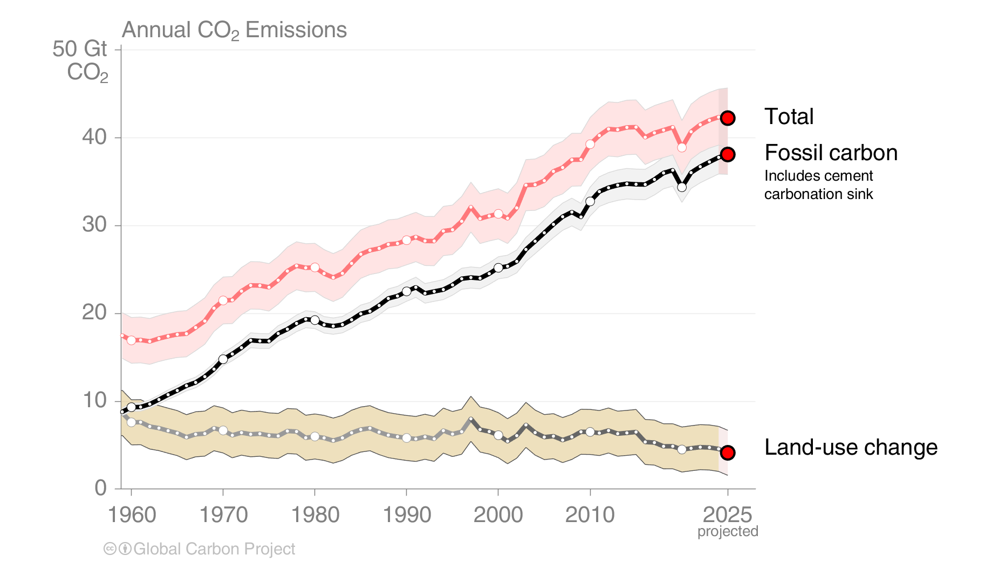 Annual CO₂ Emissions
50 Gt
CO₂
40
30
20
10
0
1960 1970 1980 1990 2000 2010 2025
projected
Total
Fossil carbon
Includes cement
carbonation sink
Land-use change
cc Global Carbon Project